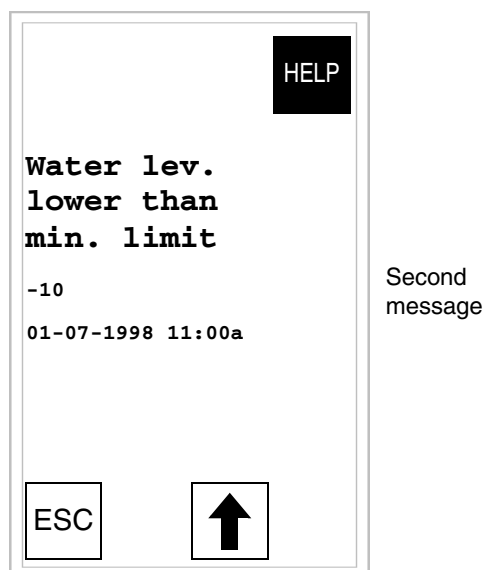 HELP
Water lev.
lower than
min. limit
-10
01-07-1998 11:00a
Second
message
ESC